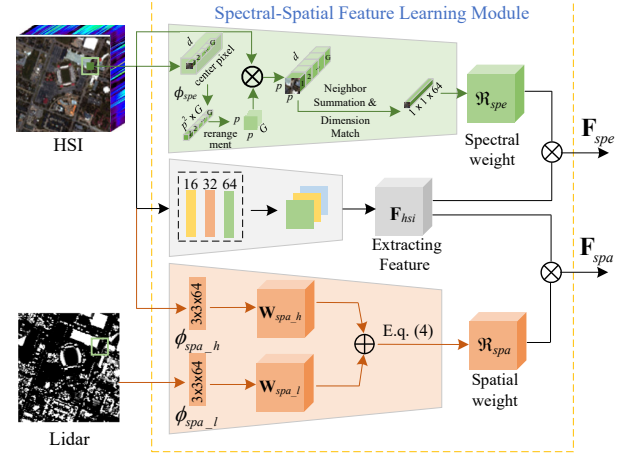 Spectral-Spatial Feature Learning Module
d
G
center pixel
ϕspe
p² x G
G
rerange
ment
p
p
G
d
2
G
p
p
Neighbor
Summation &
Dimension
Match
1 x 1 x 64
ℜspe
Spectral
weight
Fspe
HSI
16 32 64
Fhsi
Extracting
Feature
Fspa
3x3x64
ϕspa_h
Wspa_h
E.q. (4)
ℜspa
Spatial
weight
3x3x64
ϕspa_l
Wspa_l
Lidar